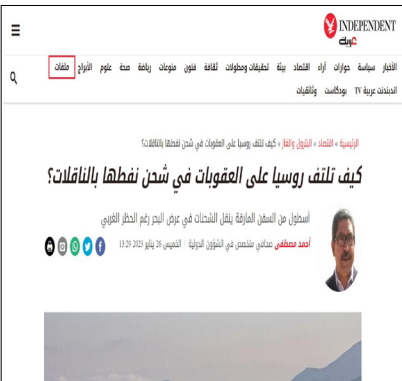 INDEPENDENT
عربية
الأخبار سياسة حوارات آراء اقتصاد بيئة تحقيقات ومطولات ثقافة فنون منوعات رياضة صحة علوم الأبراج ملفات
اندبندنت عربية TV بودكاست وثائقيات
الرئيسية » اقتصاد » البترول والغاز » كيف تلتف روسيا على العقوبات في شحن نفطها بالناقلات؟
كيف تلتف روسيا على العقوبات في شحن نفطها بالناقلات؟
أسطول من السفن المارقة ينقل الشحنات في عرض البحر رغم الحظر الغربي
أحمد مصطفى صحافي متخصص في الشؤون الدولية | الخميس 26 يناير 2023 13:29